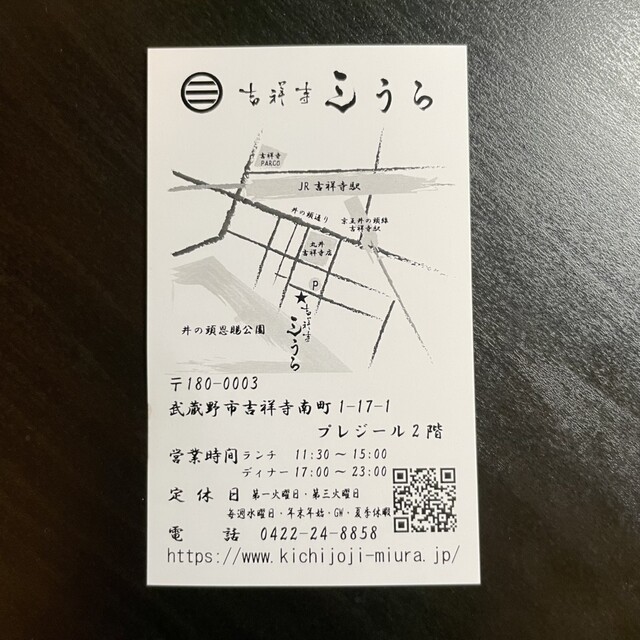 吉祥寺 みうら
吉祥寺
PARCO
JR 吉祥寺駅
井の頭通り
京王井の頭線
吉祥寺駅
丸井
吉祥寺店
P
★
吉祥寺
みうら
井の頭恩賜公園
〒180-0003
武蔵野市吉祥寺南町1-17-1
プレジール2階
営業時間 ランチ 11:30～15:00
ディナー 17:00～23:00
定休日 第一火曜日・第三火曜日
毎週水曜日・年末年始・GW・夏季休暇
電話 0422-24-8858
https://www.kichijoji-miura.jp/